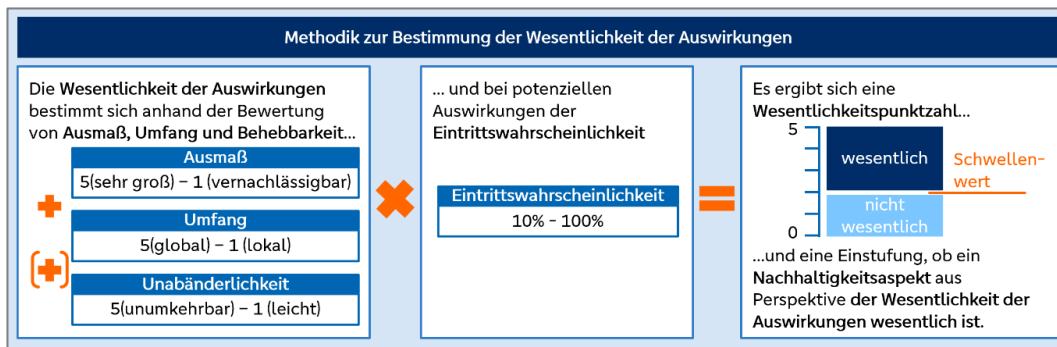 Methodik zur Bestimmung der Wesentlichkeit der Auswirkungen
Die Wesentlichkeit der Auswirkungen
bestimmt sich anhand der Bewertung
von Ausmaß, Umfang und Behebbarkeit...
Ausmaß
5(sehr groß) – 1 (vernachlässigbar)
+
Umfang
5(global) – 1 (lokal)
(+)
Unabänderlichkeit
5(unumkehrbar) – 1 (leicht)
×
... und bei potenziellen
Auswirkungen der
Eintrittswahrscheinlichkeit
Eintrittswahrscheinlichkeit
10% - 100%
=
Es ergibt sich eine
Wesentlichkeitspunktzahl...
5
wesentlich
Schwellen-
wert
nicht
wesentlich
0
...und eine Einstufung, ob ein
Nachhaltigkeitsaspekt aus
Perspektive der Wesentlichkeit der
Auswirkungen wesentlich ist.